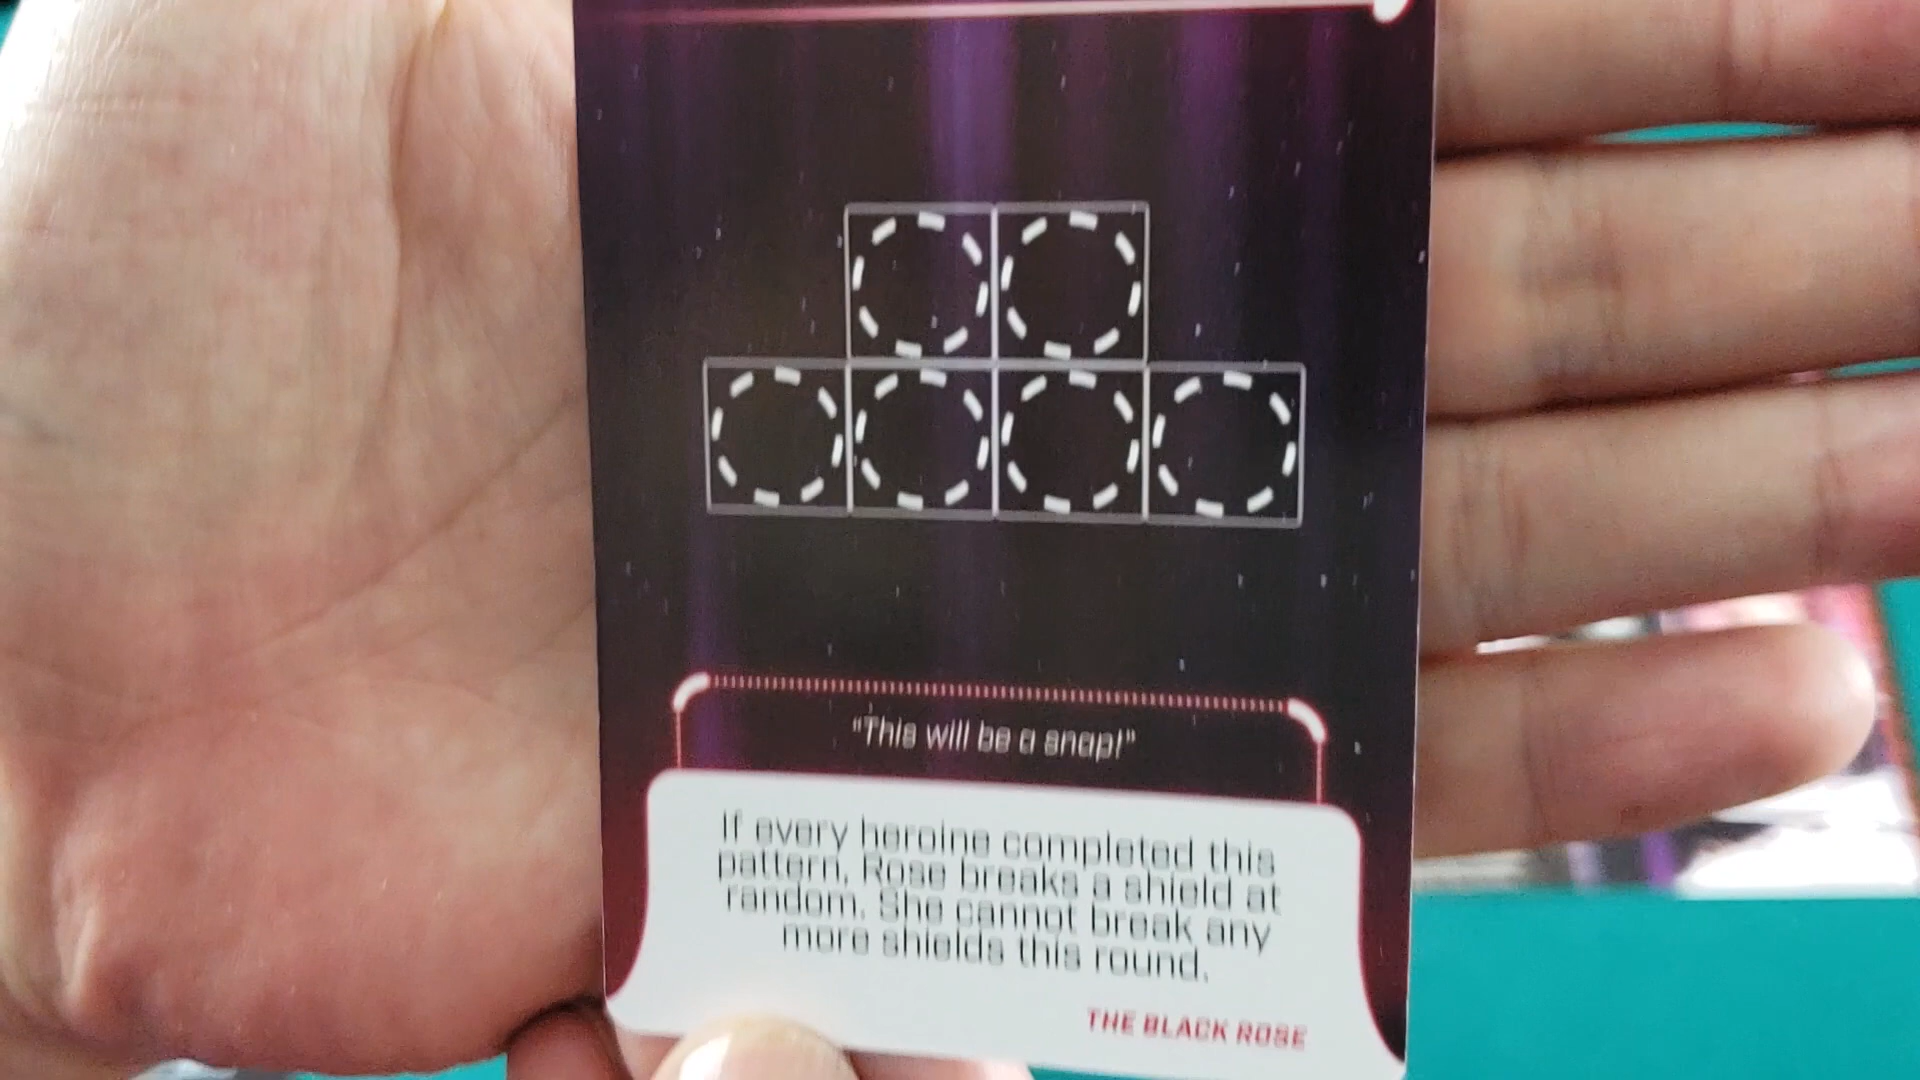 "This will be a snap!"
If every heroine completed this
pattern, Rose breaks a shield at
random. She cannot break any
more shields this round.
THE BLACK ROSE